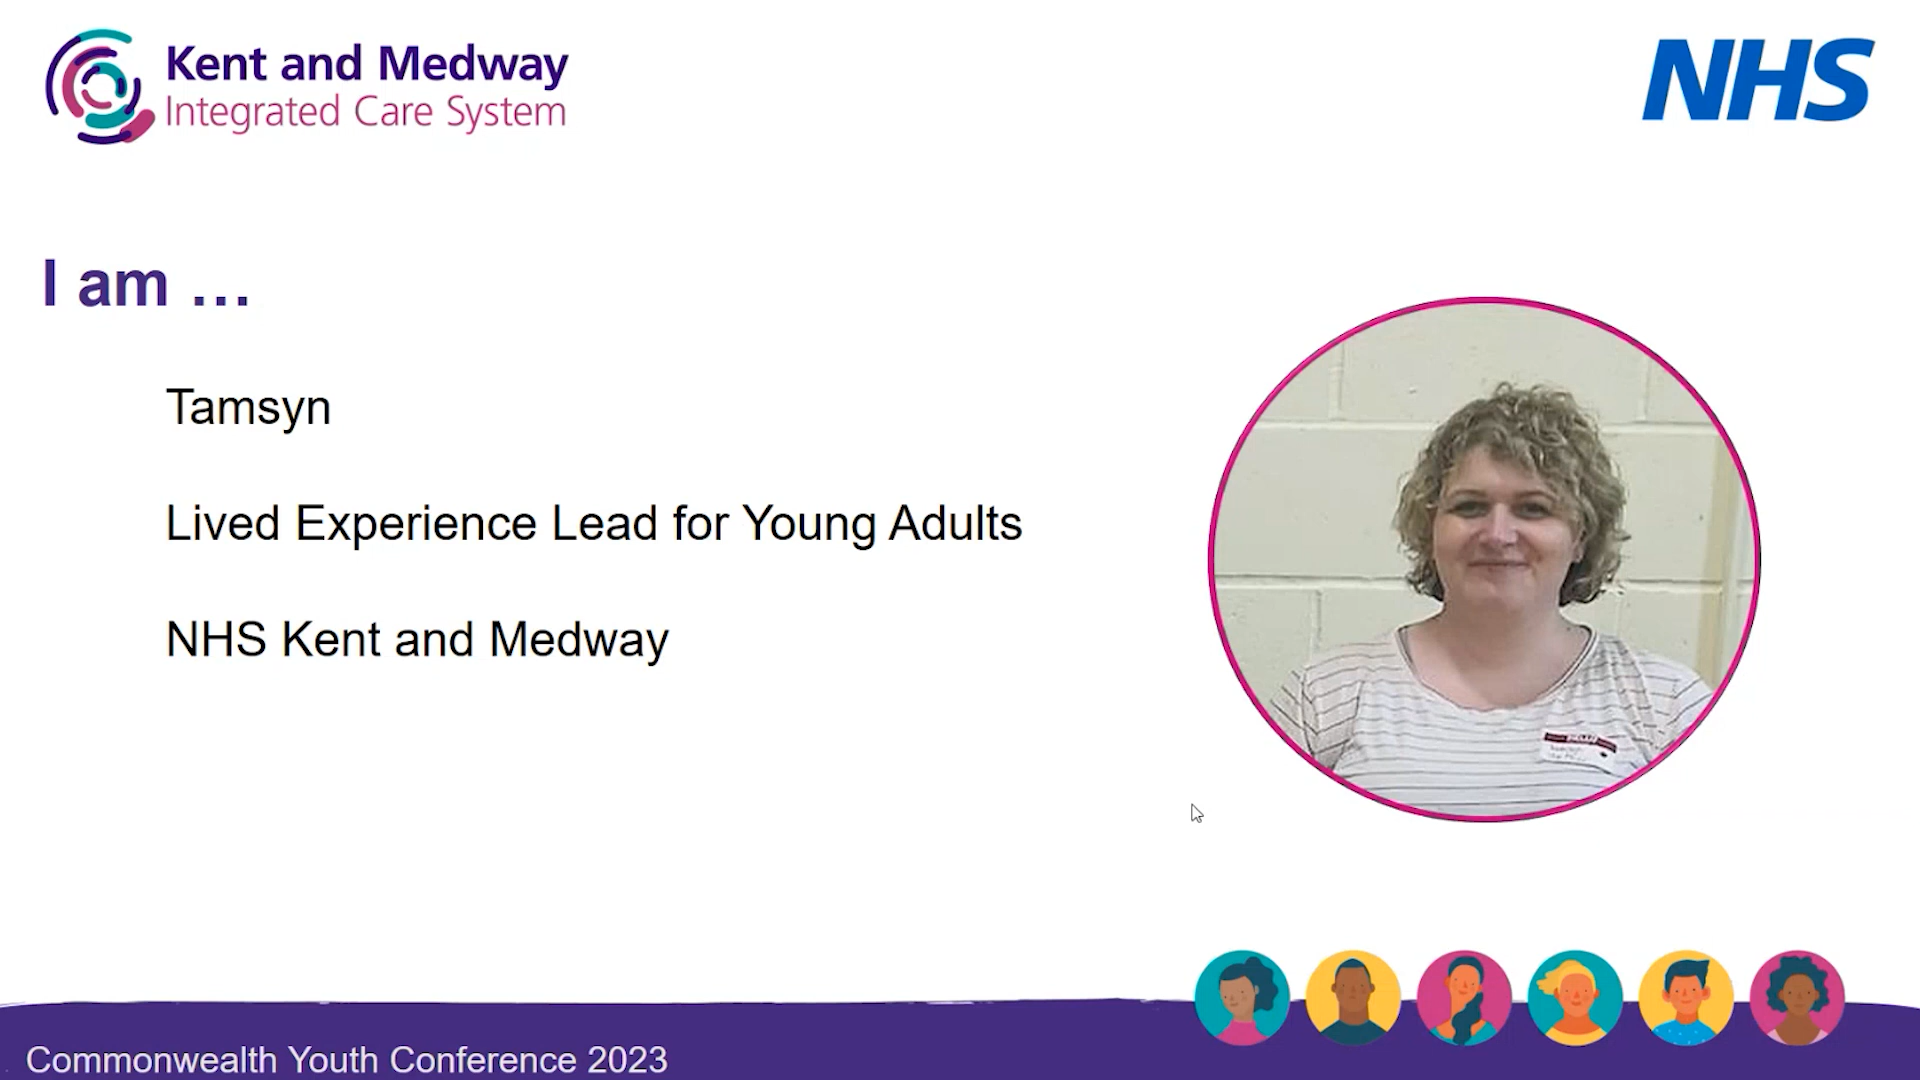 Kent and Medway
Integrated Care System
NHS
I am …
Tamsyn
Lived Experience Lead for Young Adults
NHS Kent and Medway
Commonwealth Youth Conference 2023